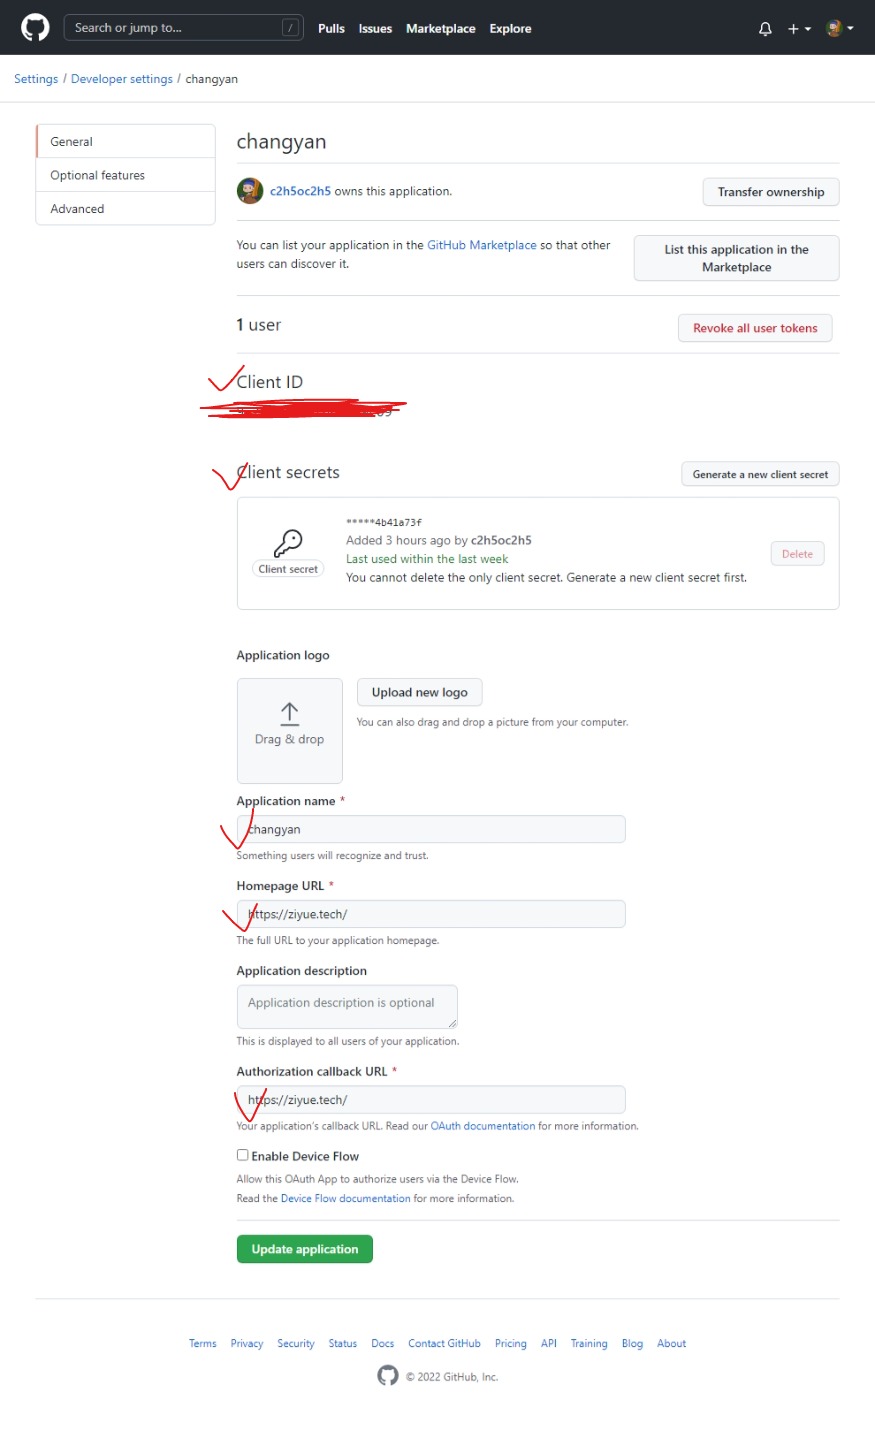 Search or jump to...
/
Pulls
Issues
Marketplace
Explore
Settings / Developer settings / changyan
General
Optional features
Advanced
changyan
c2h5oc2h5 owns this application.
Transfer ownership
You can list your application in the GitHub Marketplace so that other
users can discover it.
List this application in the
Marketplace
1 user
Revoke all user tokens
Client ID
Client secrets
Generate a new client secret
*****4b41a73f
Added 3 hours ago by c2h5oc2h5
Last used within the last week
You cannot delete the only client secret. Generate a new client secret first.
Client secret
Delete
Application logo
Drag & drop
Upload new logo
You can also drag and drop a picture from your computer.
Application name *
changyan
Something users will recognize and trust.
Homepage URL *
https://ziyue.tech/
The full URL to your application homepage.
Application description
Application description is optional
This is displayed to all users of your application.
Authorization callback URL *
https://ziyue.tech/
Your application's callback URL. Read our OAuth documentation for more information.
Enable Device Flow
Allow this OAuth App to authorize users via the Device Flow.
Read the Device Flow documentation for more information.
Update application
Terms
Privacy
Security
Status
Docs
Contact GitHub
Pricing
API
Training
Blog
About
© 2022 GitHub, Inc.